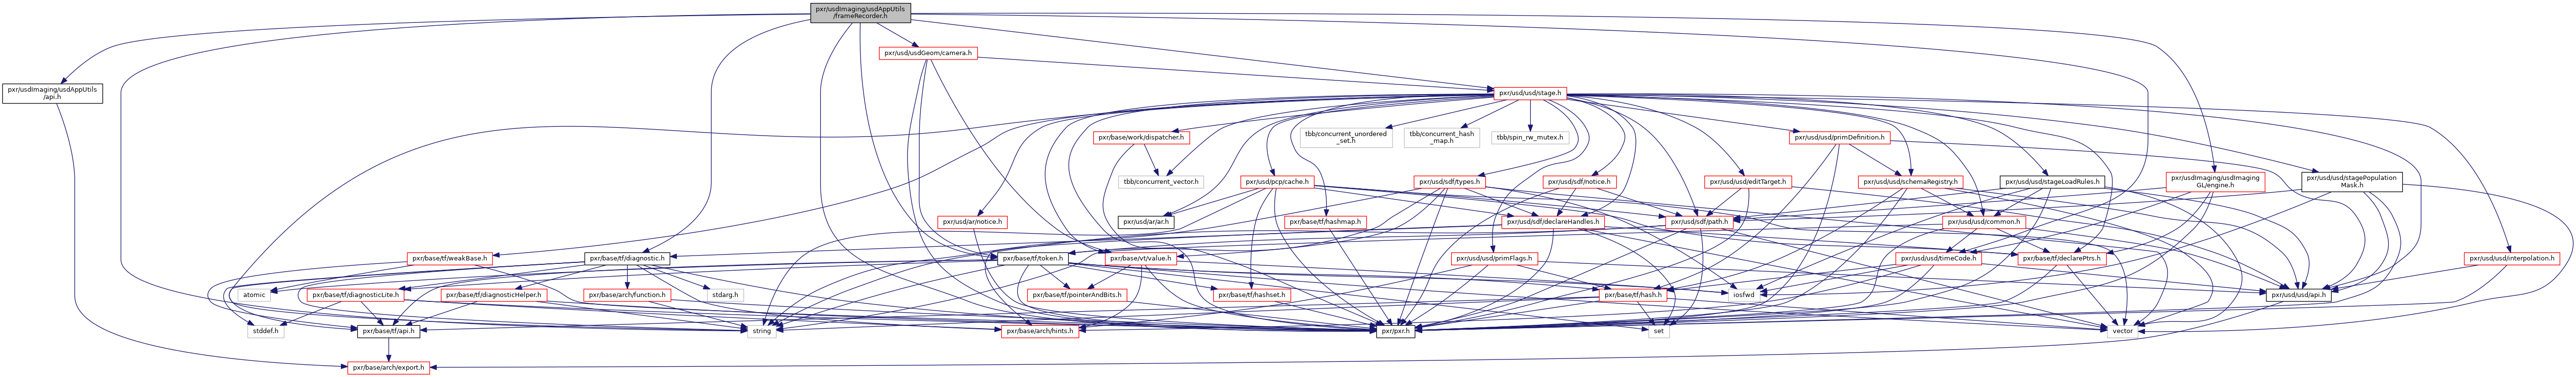 pxr/usdImaging/usdAppUtils
/frameRecorder.h
pxr/usd/usdGeom/camera.h
pxr/usdImaging/usdAppUtils
/api.h
pxr/usd/usd/stage.h
pxr/base/work/dispatcher.h
tbb/concurrent_unordered
_set.h
tbb/concurrent_hash
_map.h
tbb/spin_rw_mutex.h
pxr/usd/usd/primDefinition.h
tbb/concurrent_vector.h
pxr/usd/pcp/cache.h
pxr/usd/sdf/types.h
pxr/usd/sdf/notice.h
pxr/usd/usd/editTarget.h
pxr/usd/usd/schemaRegistry.h
pxr/usd/usd/stageLoadRules.h
pxr/usdImaging/usdImaging
GL/engine.h
pxr/usd/usd/stagePopulation
Mask.h
pxr/usd/ar/notice.h
pxr/usd/ar/ar.h
pxr/base/tf/hashmap.h
pxr/usd/sdf/declareHandles.h
pxr/usd/sdf/path.h
pxr/usd/usd/common.h
pxr/base/tf/weakBase.h
pxr/base/tf/diagnostic.h
pxr/base/tf/token.h
pxr/base/vt/value.h
pxr/usd/usd/primFlags.h
pxr/usd/usd/timeCode.h
pxr/base/tf/declarePtrs.h
pxr/usd/usd/interpolation.h
atomic
pxr/base/tf/diagnosticLite.h
pxr/base/tf/diagnosticHelper.h
pxr/base/arch/function.h
stdarg.h
pxr/base/tf/pointerAndBits.h
pxr/base/tf/hashset.h
pxr/base/tf/hash.h
iosfwd
pxr/usd/usd/api.h
stddef.h
pxr/base/tf/api.h
string
pxr/base/arch/hints.h
pxr/pxr.h
set
vector
pxr/base/arch/export.h